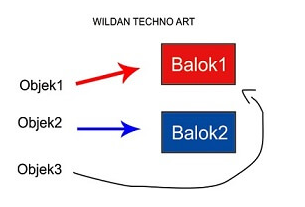 WILDAN TECHNO ART
Balok1
Objek1
Objek2
Balok2
Objek3